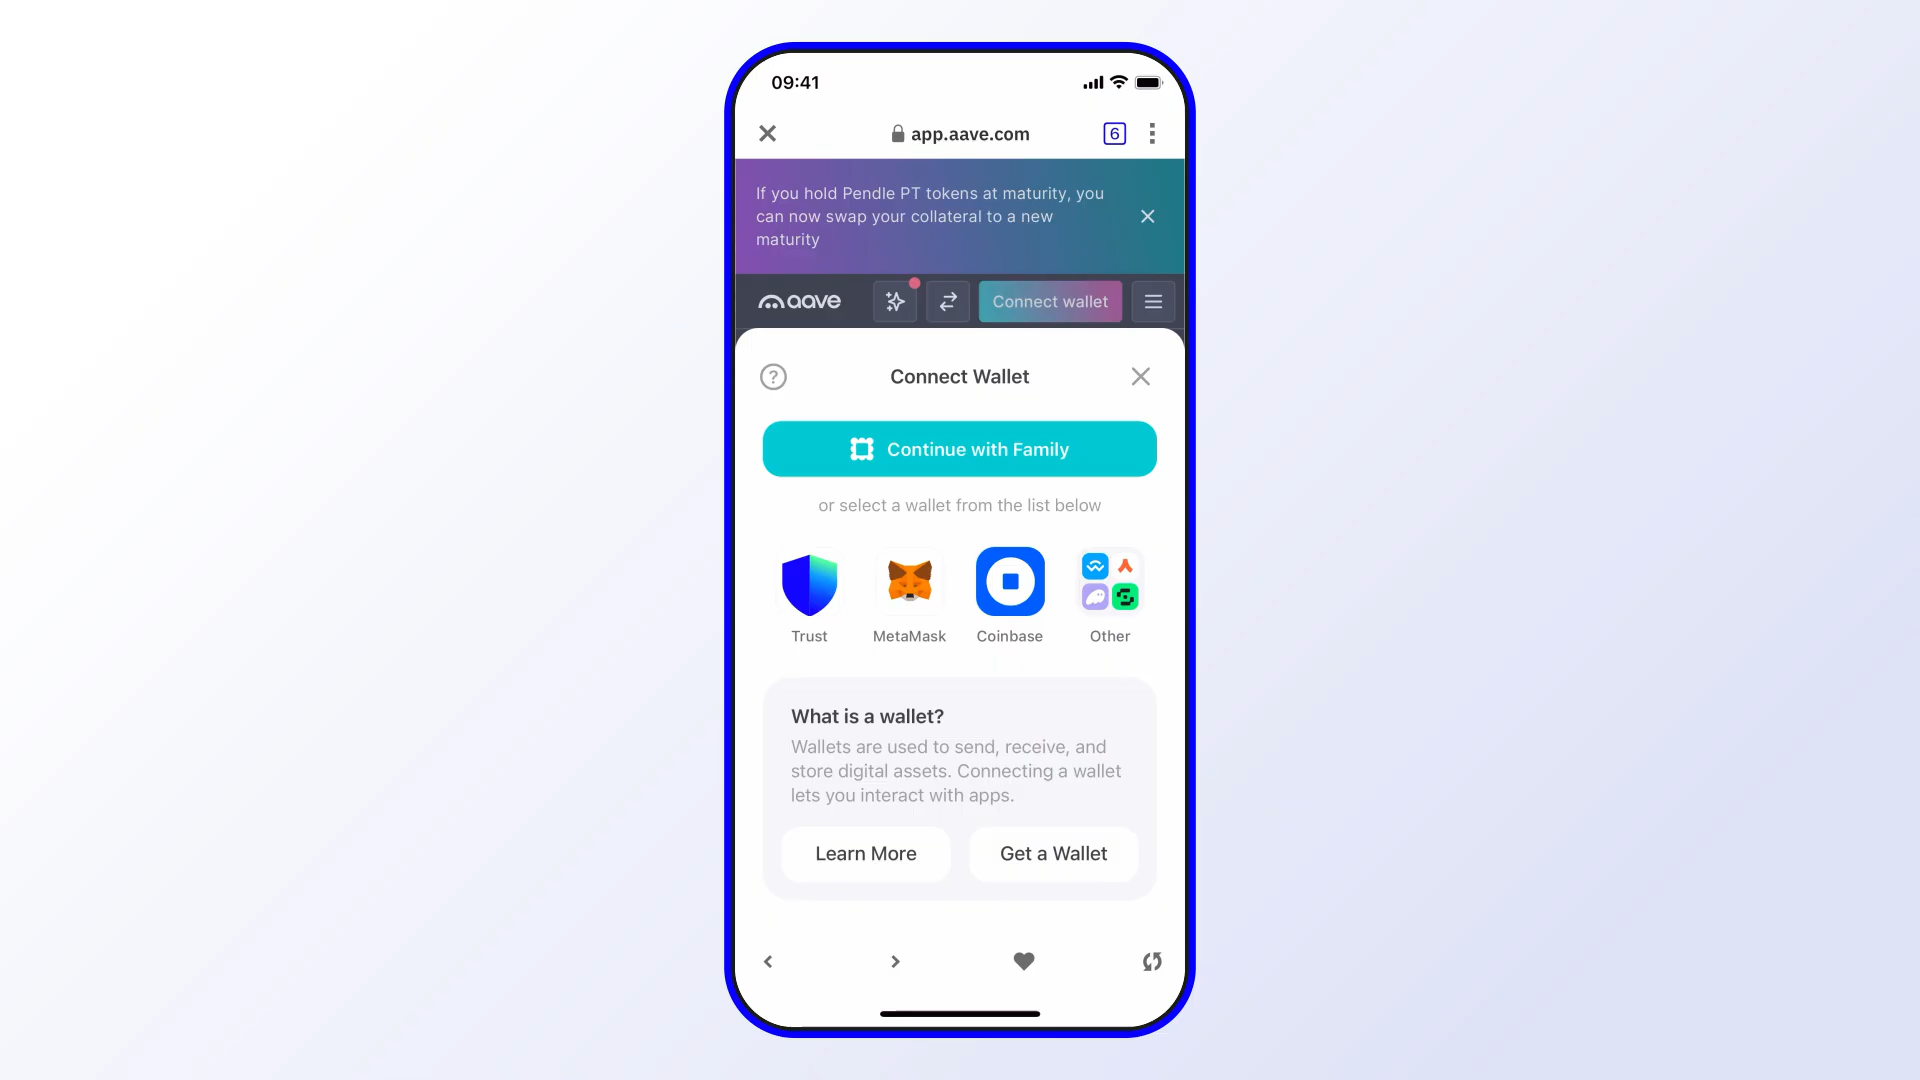 09:41
app.aave.com
6
If you hold Pendle PT tokens at maturity, you
can now swap your collateral to a new
maturity
aave
Connect wallet
?
Connect Wallet
Continue with Family
or select a wallet from the list below
Trust
MetaMask
Coinbase
Other
What is a wallet?
Wallets are used to send, receive, and
store digital assets. Connecting a wallet
lets you interact with apps.
Learn More
Get a Wallet